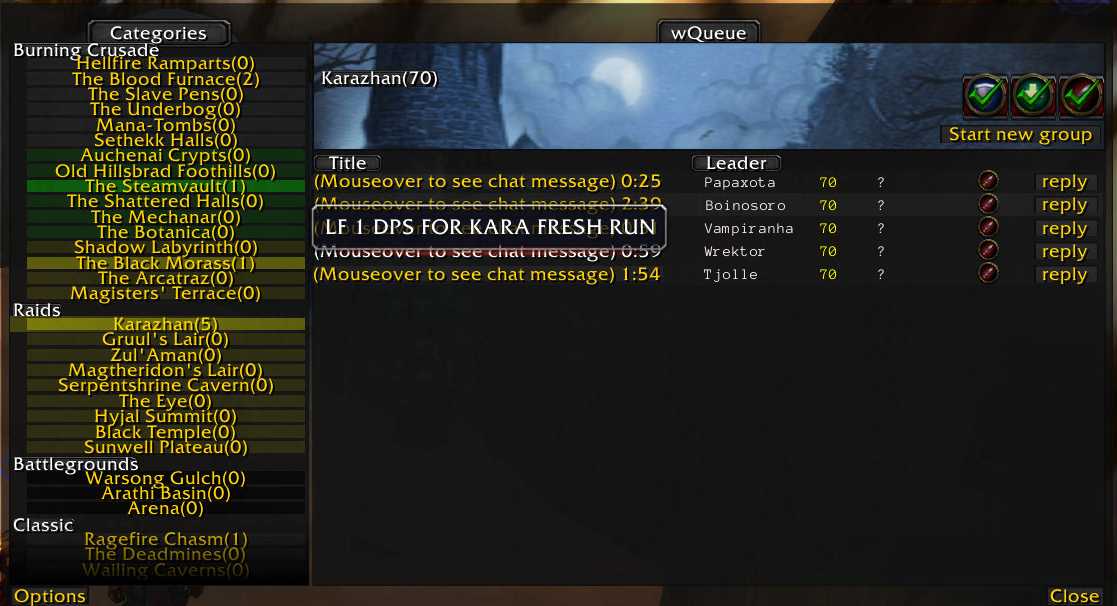 Categories
Burning Crusade
Hellfire Ramparts(0)
The Blood Furnace(2)
The Slave Pens(0)
The Underbog(0)
Mana-Tombs(0)
Sethekk Halls(0)
Auchenai Crypts(0)
Old Hillsbrad Foothills(0)
The Steamvault(1)
The Shattered Halls(0)
The Mechanar(0)
The Botanica(0)
Shadow Labyrinth(0)
The Black Morass(1)
The Arcatraz(0)
Magisters' Terrace(0)
Raids
Karazhan(5)
Gruul's Lair(0)
Zul'Aman(0)
Magtheridon's Lair(0)
Serpentshrine Cavern(0)
The Eye(0)
Hyjal Summit(0)
Black Temple(0)
Sunwell Plateau(0)
Battlegrounds
Warsong Gulch(0)
Arathi Basin(0)
Arena(0)
Classic
Ragefire Chasm(1)
The Deadmines(0)
Wailing Caverns(0)
Options
wQueue
Karazhan(70)
Start new group
Title Leader
(Mouseover to see chat message) 0:25 Papaxota 70 ? reply
(Mouseover to see chat message) 2:39 Boinosoro 70 ? reply
LF 1 DPS FOR KARA FRESH RUN Vampiranha 70 ? reply
(Mouseover to see chat message) 0:59 Wrektor 70 ? reply
(Mouseover to see chat message) 1:54 Tjolle 70 ? reply
Close